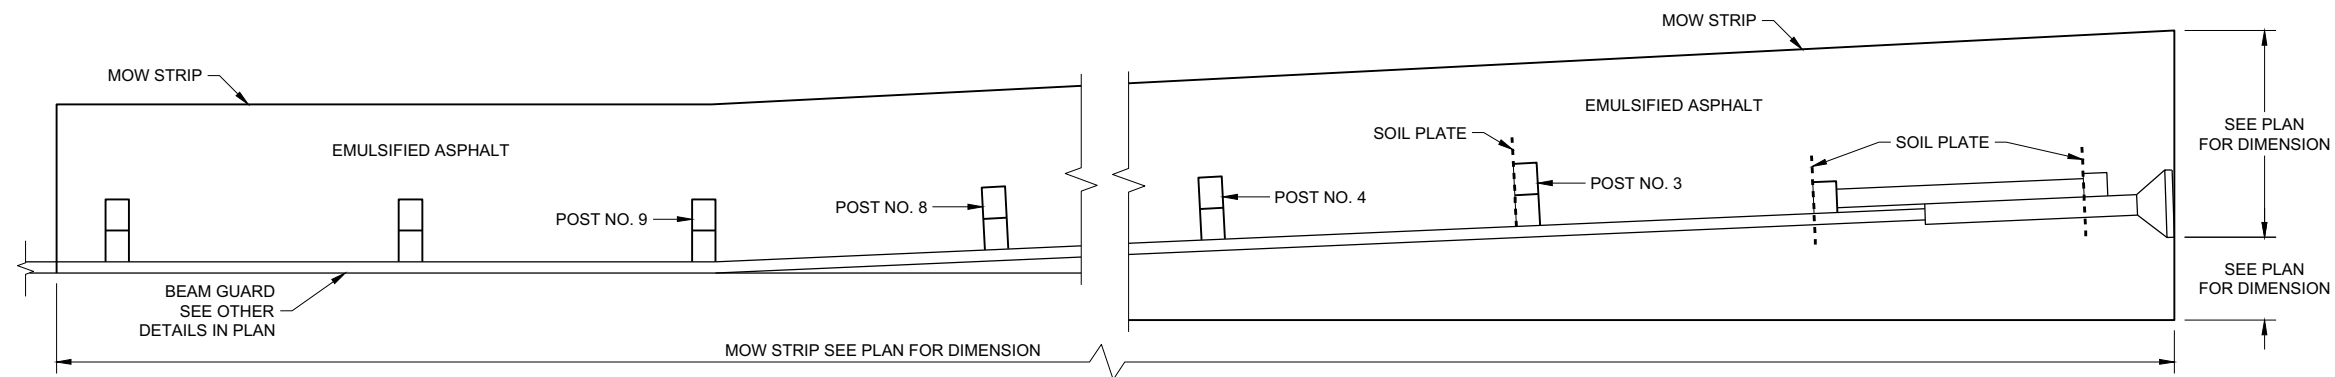 MOW STRIP
MOW STRIP
EMULSIFIED ASPHALT
EMULSIFIED ASPHALT
SOIL PLATE
SOIL PLATE
SEE PLAN
FOR DIMENSION
POST NO. 9
POST NO. 8
POST NO. 4
POST NO. 3
BEAM GUARD
SEE OTHER
DETAILS IN PLAN
SEE PLAN
FOR DIMENSION
MOW STRIP SEE PLAN FOR DIMENSION